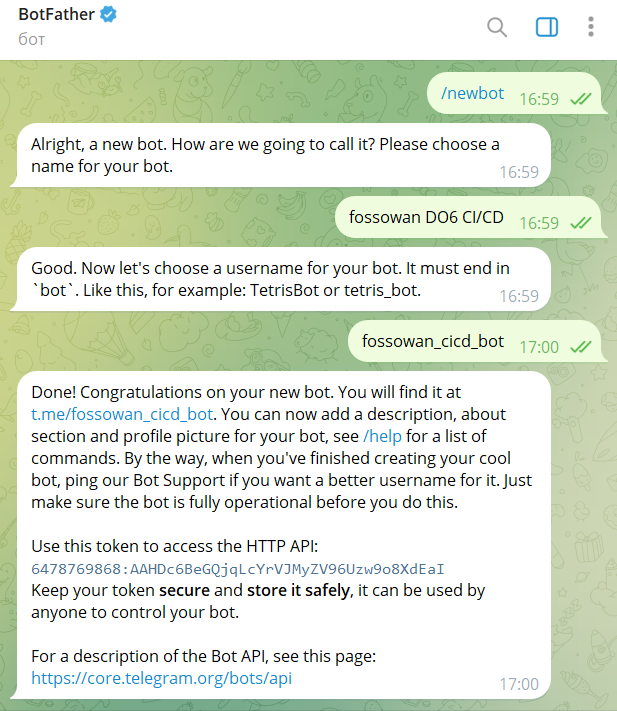 BotFather
бот
/newbot 16:59
Alright, a new bot. How are we going to call it? Please choose a
name for your bot.
16:59
fossowan DO6 CI/CD 16:59
Good. Now let's choose a username for your bot. It must end in
`bot`. Like this, for example: TetrisBot or tetris_bot.
16:59
fossowan_cicd_bot 17:00
Done! Congratulations on your new bot. You will find it at
t.me/fossowan_cicd_bot. You can now add a description, about
section and profile picture for your bot, see /help for a list of
commands. By the way, when you've finished creating your cool
bot, ping our Bot Support if you want a better username for it. Just
make sure the bot is fully operational before you do this.
Use this token to access the HTTP API:
6478769868:AAHDc6BeGQjqLcYrVJMyZV96Uzw9o8XdEaI
Keep your token secure and store it safely, it can be used by
anyone to control your bot.
For a description of the Bot API, see this page:
https://core.telegram.org/bots/api
17:00